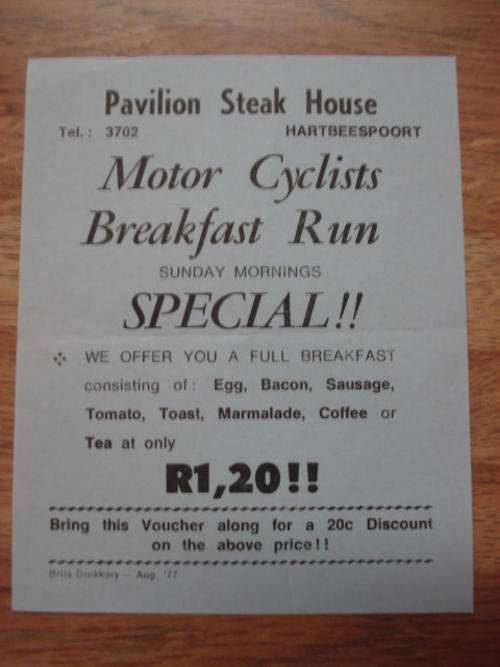 Pavilion Steak House
Tel. : 3702 HARTBEESPOORT
Motor Cyclists
Breakfast Run
SUNDAY MORNINGS
SPECIAL!!
WE OFFER YOU A FULL BREAKFAST
consisting of : Egg, Bacon, Sausage,
Tomato, Toast, Marmalade, Coffee or
Tea at only
R1,20!!
Bring this Voucher along for a 20c Discount
on the above price!!
Brits Drukkery — Aug. '77